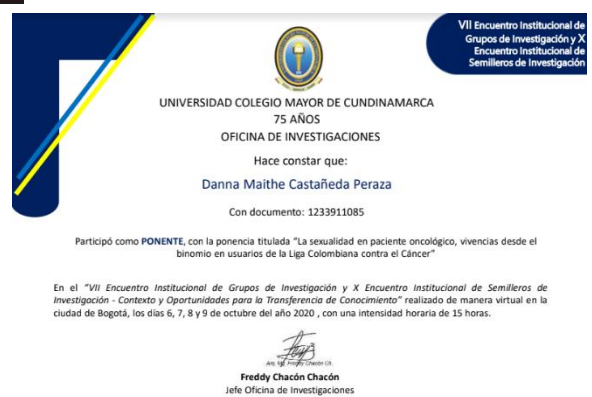 VII Encuentro Institucional de
Grupos de Investigación y X
Encuentro Institucional de
Semilleros de Investigación
UNIVERSIDAD COLEGIO MAYOR DE CUNDINAMARCA
75 AÑOS
OFICINA DE INVESTIGACIONES
Hace constar que:
Danna Maithe Castañeda Peraza
Con documento: 1233911085
Participó como PONENTE, con la ponencia titulada "La sexualidad en paciente oncológico, vivencias desde el
binomio en usuarios de la Liga Colombiana contra el Cáncer"
En el "VII Encuentro Institucional de Grupos de Investigación y X Encuentro Institucional de Semilleros de
Investigación - Contexto y Oportunidades para la Transferencia de Conocimiento" realizado de manera virtual en la
ciudad de Bogotá, los días 6, 7, 8 y 9 de octubre del año 2020 , con una intensidad horaria de 15 horas.
Arq. Mg. Freddy Chacón Ch.
Freddy Chacón Chacón
Jefe Oficina de Investigaciones